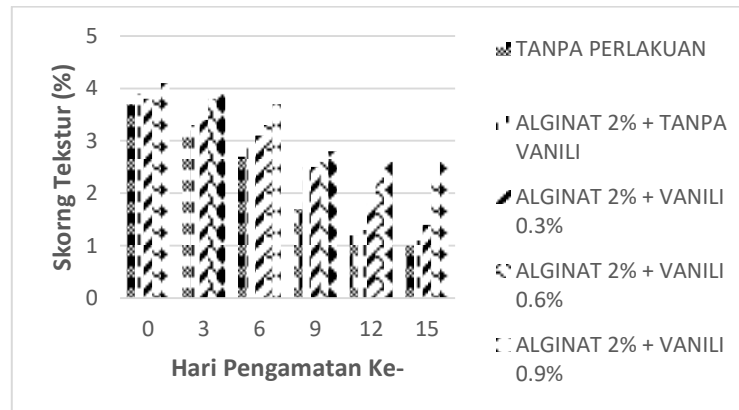 5
4
3
2
1
0
Skorng Tekstur (%)
0 3 6 9 12 15
Hari Pengamatan Ke-
TANPA PERLAKUAN
ALGINAT 2% + TANPA
VANILI
ALGINAT 2% + VANILI
0.3%
ALGINAT 2% + VANILI
0.6%
ALGINAT 2% + VANILI
0.9%